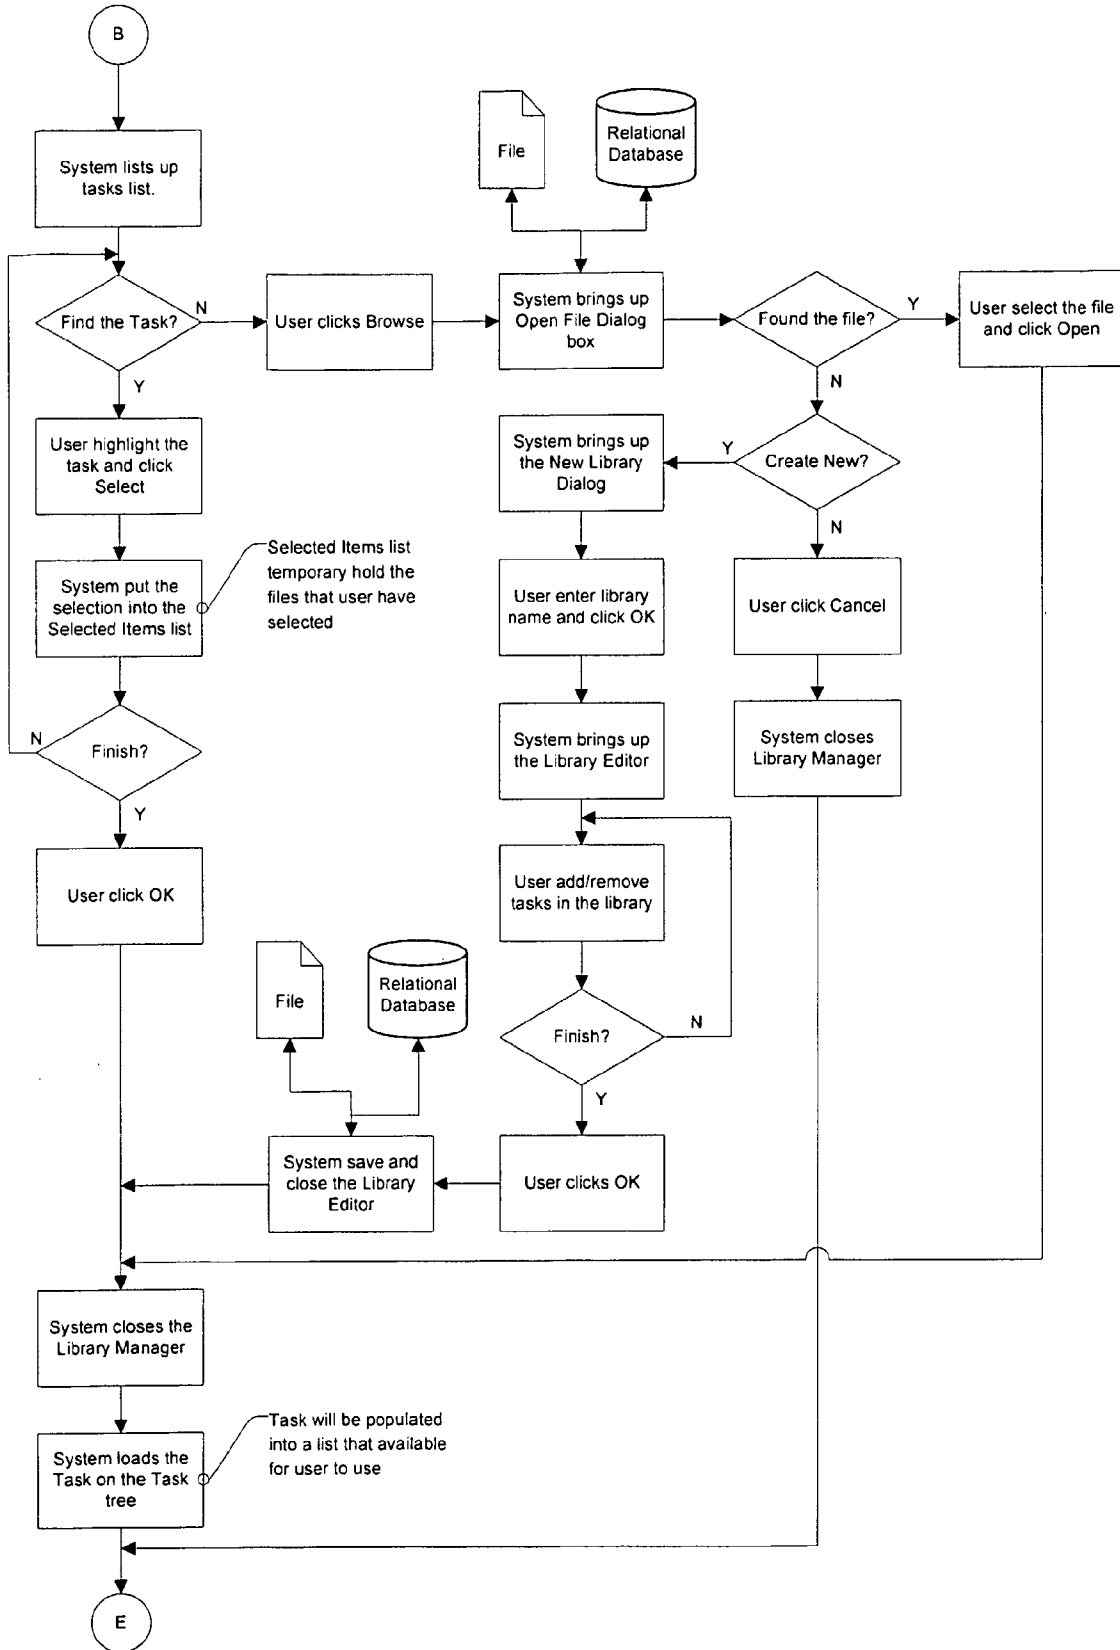 B
System lists up
tasks list.
File
Relational
Database
Find the Task?
N
Y
User clicks Browse
System brings up
Open File Dialog
box
Found the file?
Y
N
User select the file
and click Open
User highlight the
task and click
Select
System brings up
the New Library
Dialog
Y
Create New?
N
System put the
selection into the
Selected Items list
Selected Items list
temporary hold the
files that user have
selected
User enter library
name and click OK
User click Cancel
N
Finish?
Y
System brings up
the Library Editor
System closes
Library Manager
User click OK
User add/remove
tasks in the library
File
Relational
Database
Finish?
N
Y
System save and
close the Library
Editor
User clicks OK
System closes the
Library Manager
System loads the
Task on the Task
tree
Task will be populated
into a list that available
for user to use
E